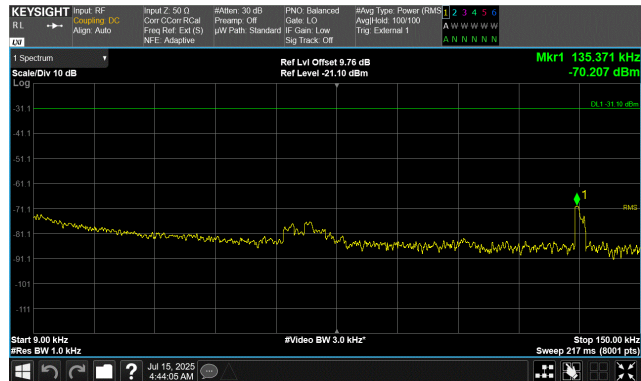 KEYSIGHT
RL
LXI
Input: RF
Coupling: DC
Align: Auto
Input Z: 50 Ω
Corr CCorr RCal
Freq Ref: Ext (S)
NFE: Adaptive
#Atten: 30 dB
Preamp: Off
µW Path: Standard
PNO: Balanced
Gate: LO
IF Gain: Low
Sig Track: Off
#Avg Type: Power (RMS
Avg|Hold: 100/100
Trig: External 1
1 2 3 4 5 6
A W W W W W
A N N N N N
1 Spectrum
Scale/Div 10 dB
Ref Lvl Offset 9.76 dB
Ref Level -21.10 dBm
Mkr1 135.371 kHz
-70.207 dBm
Log
-31.1
DL1 -31.10 dBm
-41.1
-51.1
-61.1
1
-71.1
RMS
-81.1
-91.1
-101
-111
Start 9.00 kHz
#Video BW 3.0 kHz*
Stop 150.00 kHz
#Res BW 1.0 kHz
Sweep 217 ms (8001 pts)
?
Jul 15, 2025
4:44:05 AM